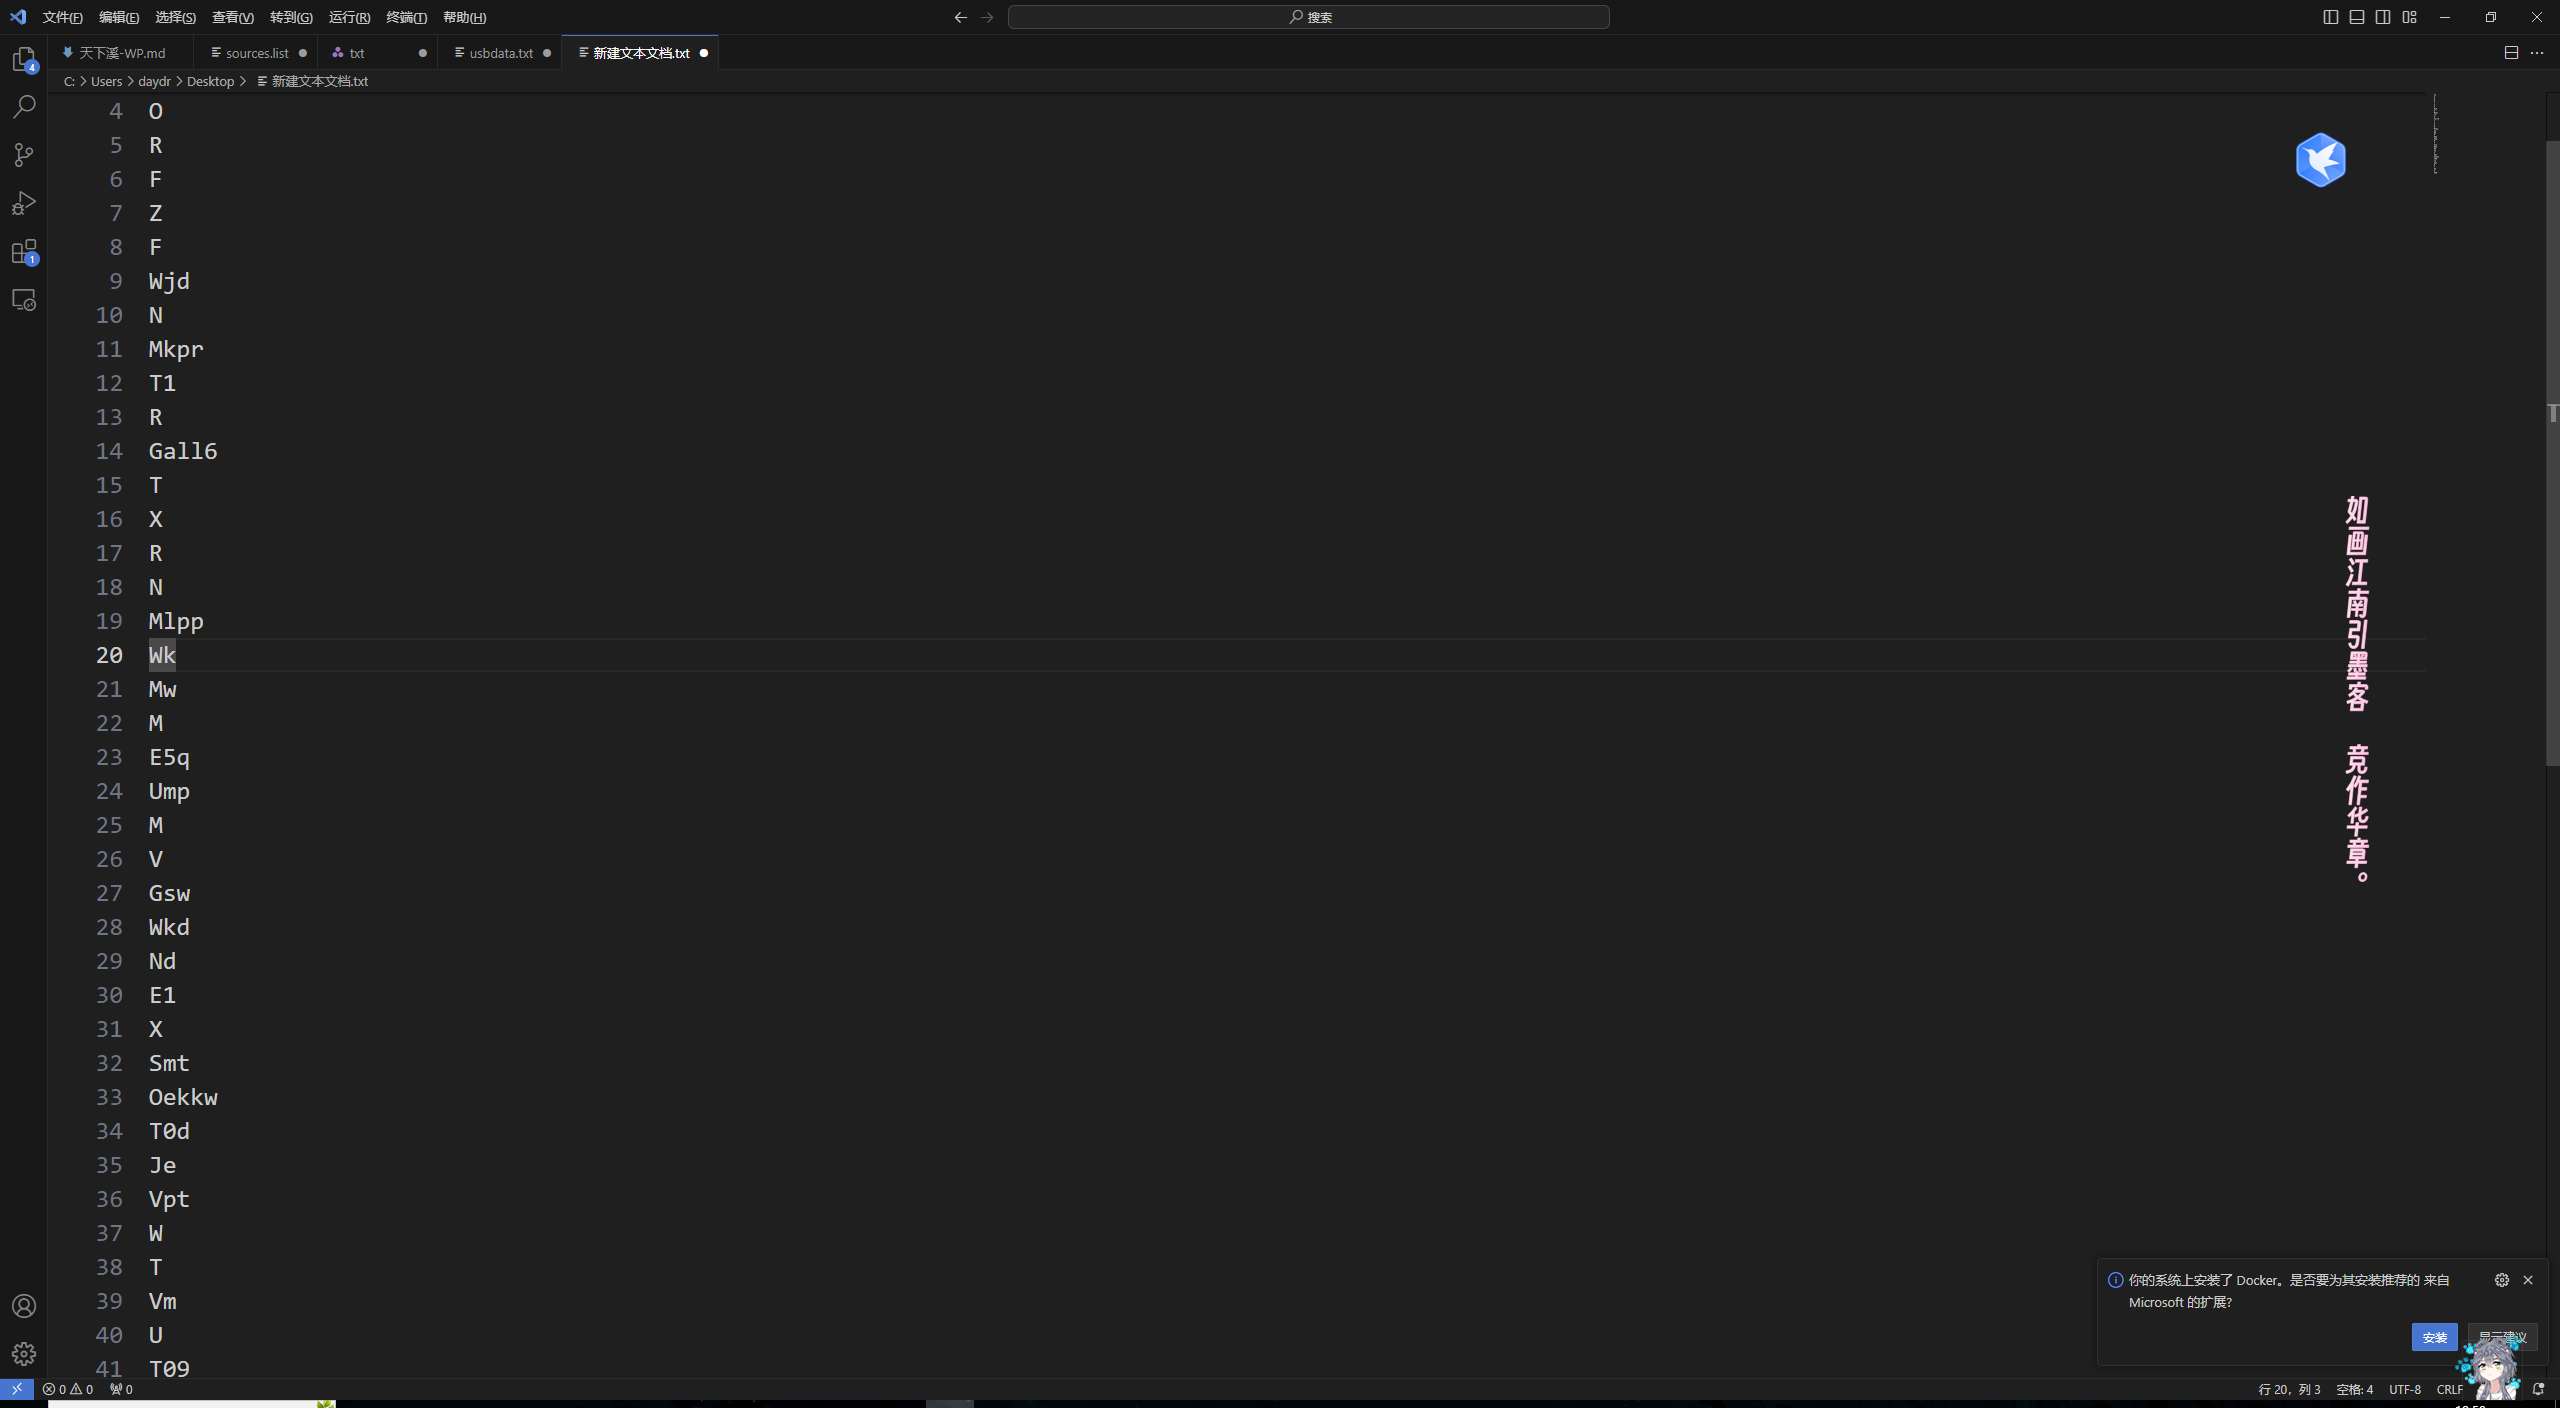 文件(F) 编辑(E) 选择(S) 查看(V) 转到(G) 运行(R) 终端(T) 帮助(H) 搜索
天下溪-WP.md sources.list txt usbdata.txt 新建文本文档.txt
C: > Users > daydr > Desktop > 新建文本文档.txt
4 O
5 R
6 F
7 Z
8 F
9 Wjd
10 N
11 Mkpr
12 T1
13 R
14 Gall6
15 T
16 X
17 R
18 N
19 Mlpp
20 Wk
21 Mw
22 M
23 E5q
24 Ump
25 M
26 V
27 Gsw
28 Wkd
29 Nd
30 E1
31 X
32 Smt
33 Oekkw
34 T0d
35 Je
36 Vpt
37 W
38 T
39 Vm
40 U
41 T09
4
1
如画江南引墨客 竞作华章。
你的系统上安装了 Docker。是否要为其安装推荐的 来自
Microsoft 的扩展?
安装 显示建议
0 0 0 行 20，列 3 空格: 4 UTF-8 CRLF